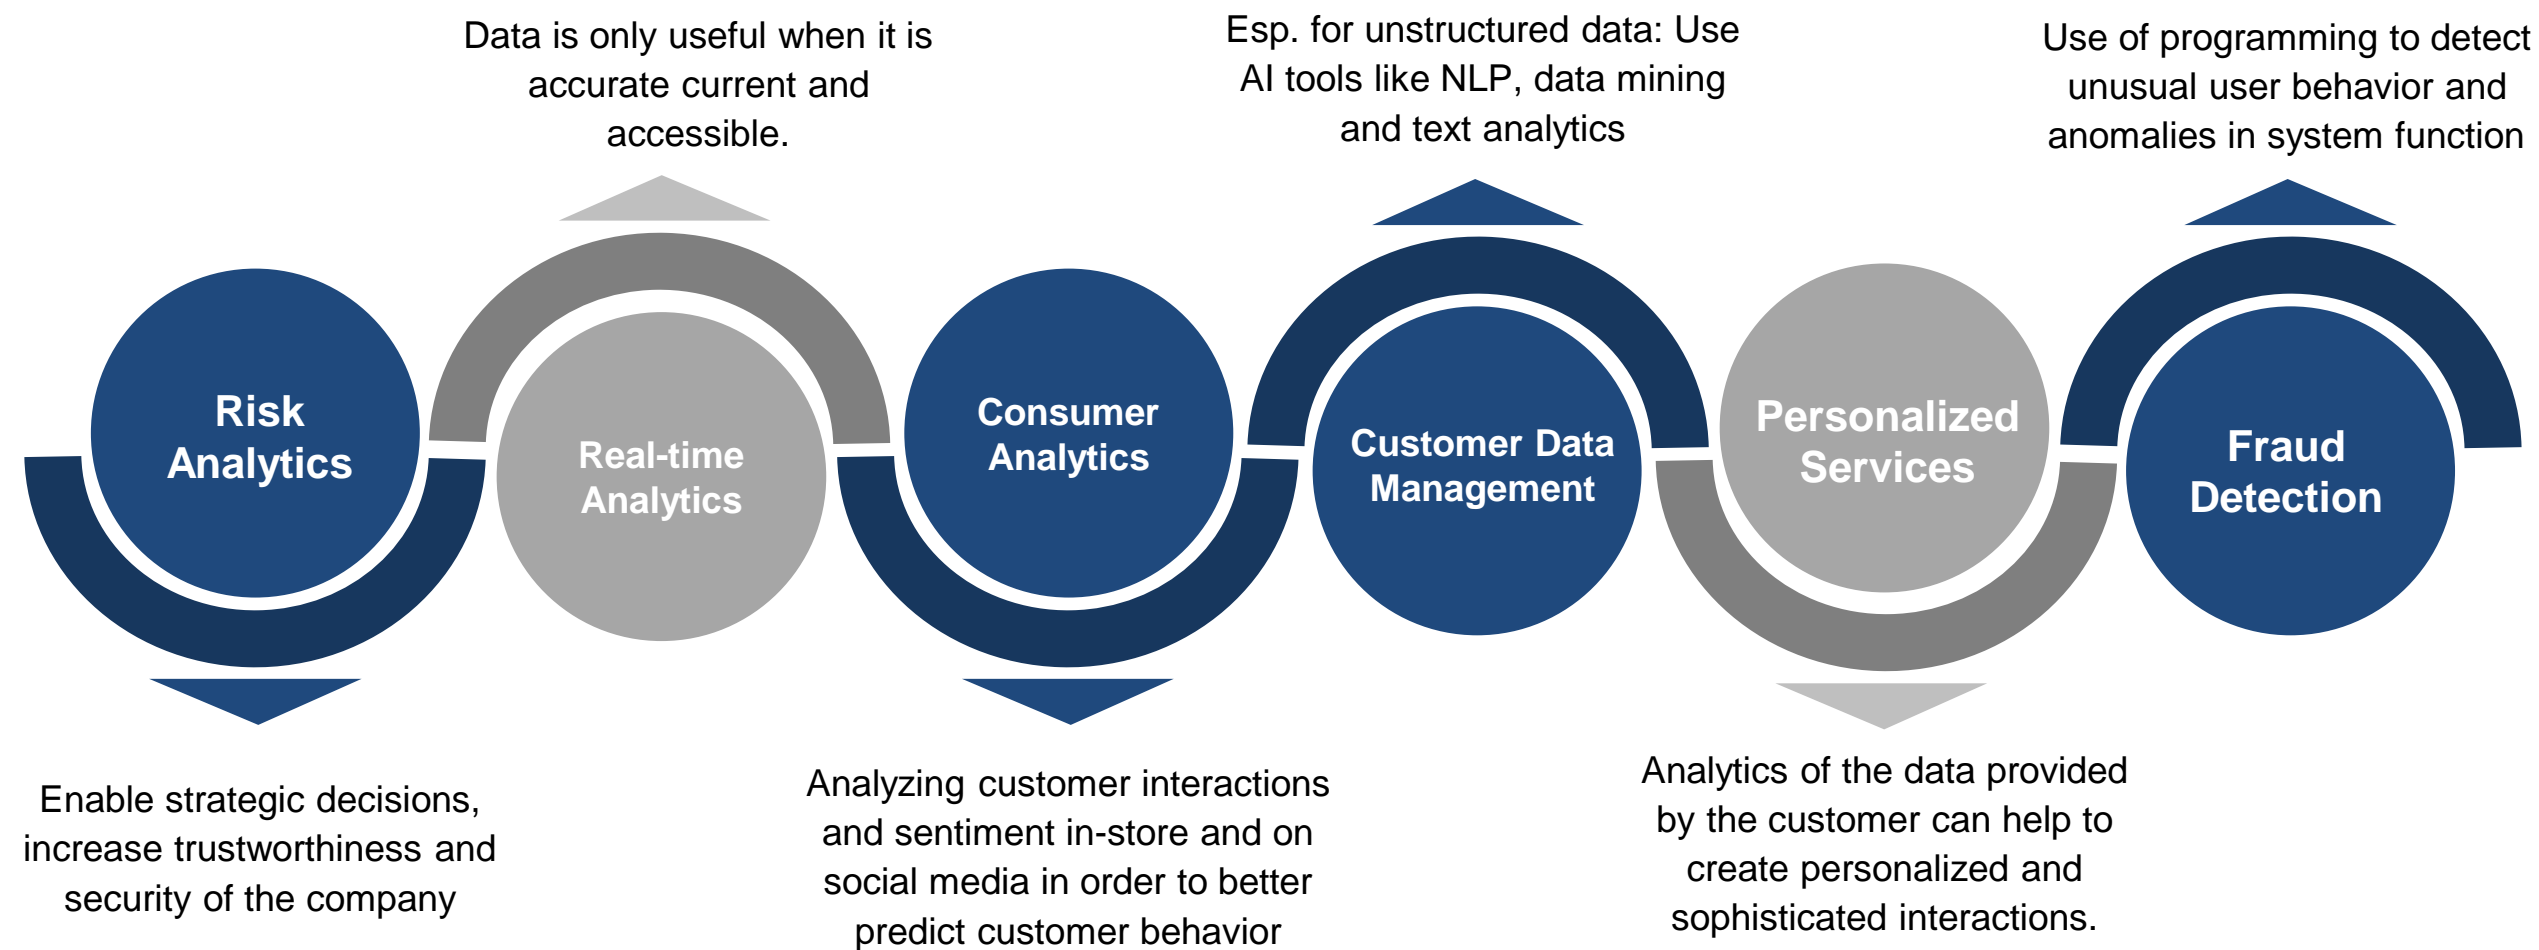 Data is only useful when it is
accurate current and
accessible.
Esp. for unstructured data: Use
AI tools like NLP, data mining
and text analytics
Use of programming to detect
unusual user behavior and
anomalies in system function
Risk
Analytics
Real-time
Analytics
Consumer
Analytics
Customer Data
Management
Personalized
Services
Fraud
Detection
Enable strategic decisions,
increase trustworthiness and
security of the company
Analyzing customer interactions
and sentiment in-store and on
social media in order to better
predict customer behavior
Analytics of the data provided
by the customer can help to
create personalized and
sophisticated interactions.